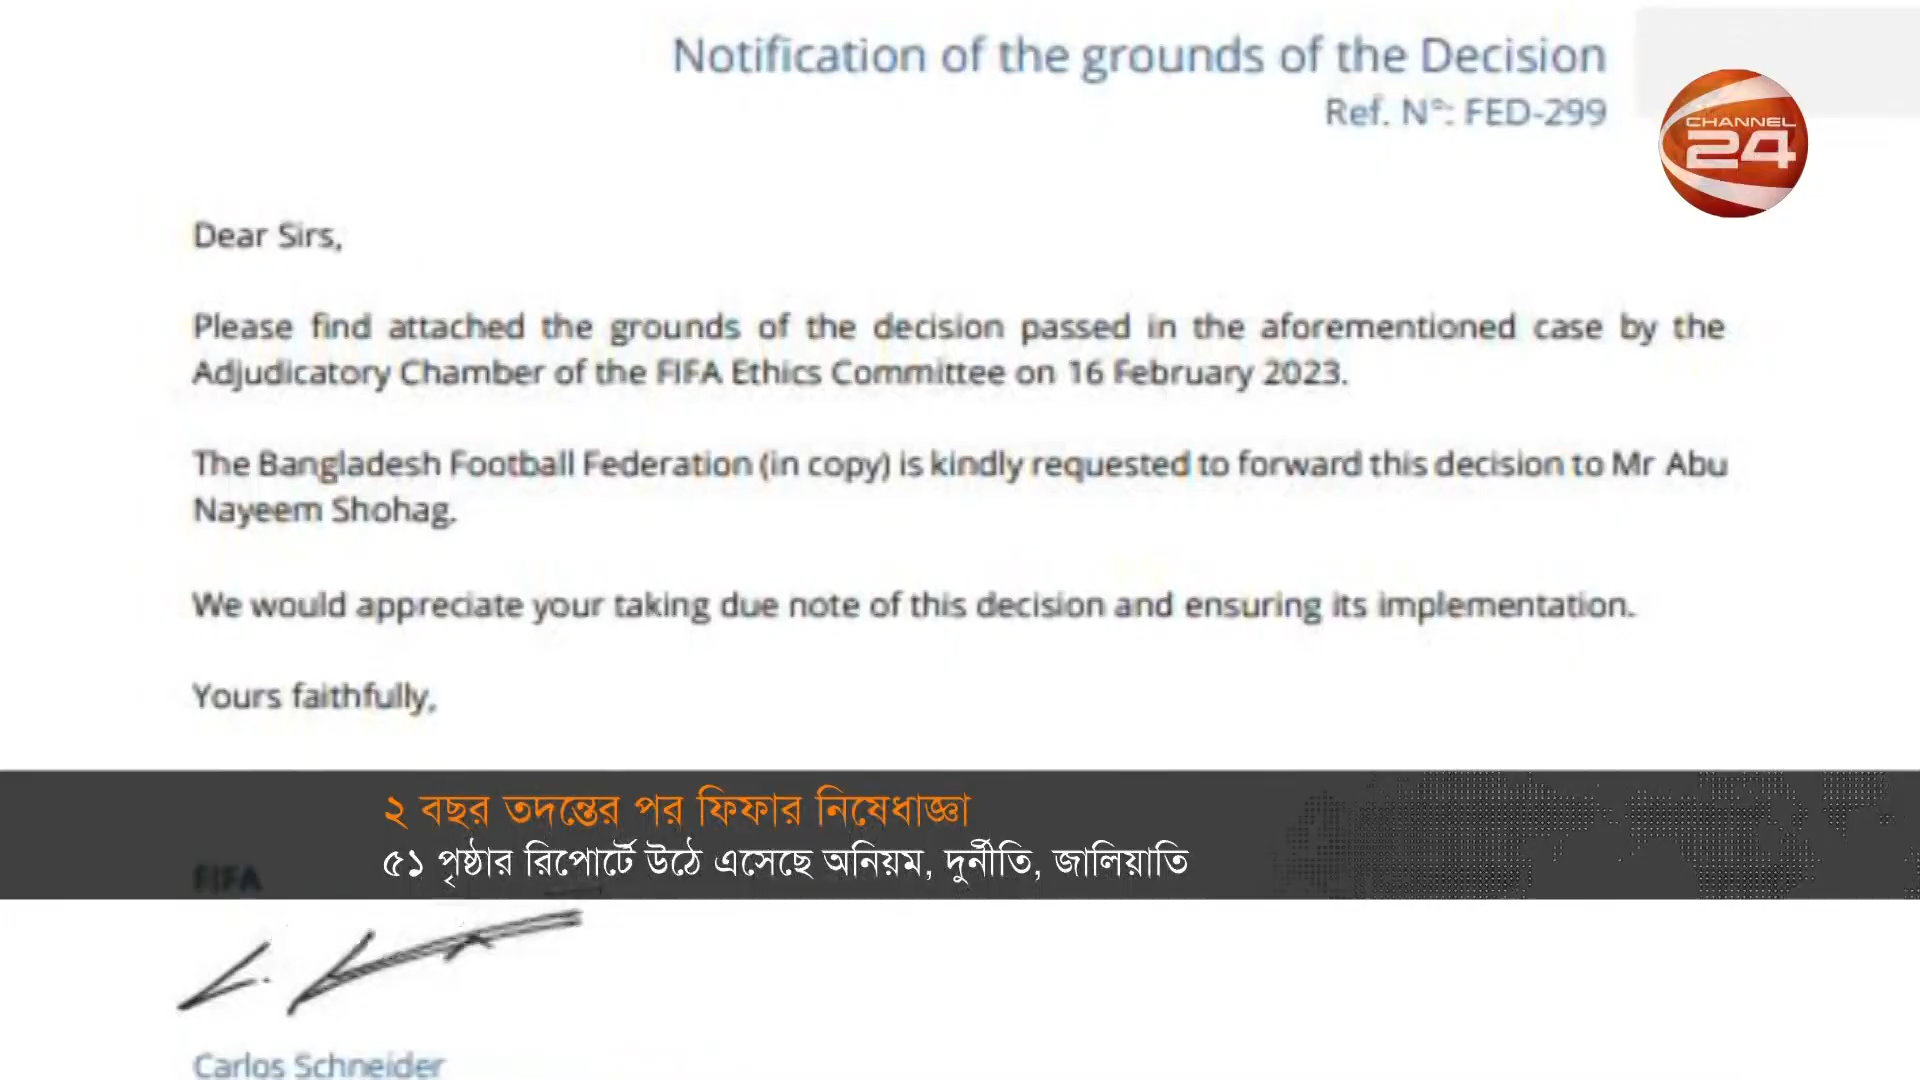 Notification of the grounds of the Decision
Ref. N°: FED-299
CHANNEL
24
Dear Sirs,
Please find attached the grounds of the decision passed in the aforementioned case by the
Adjudicatory Chamber of the FIFA Ethics Committee on 16 February 2023.
The Bangladesh Football Federation (in copy) is kindly requested to forward this decision to Mr Abu
Nayeem Shohag.
We would appreciate your taking due note of this decision and ensuring its implementation.
Yours faithfully,
২ বছর তদন্তের পর ফিফার নিষেধাজ্ঞা
৫১ পৃষ্ঠার রিপোর্টে উঠে এসেছে অনিয়ম, দুর্নীতি, জালিয়াতি
FIFA
Carlos Schneider